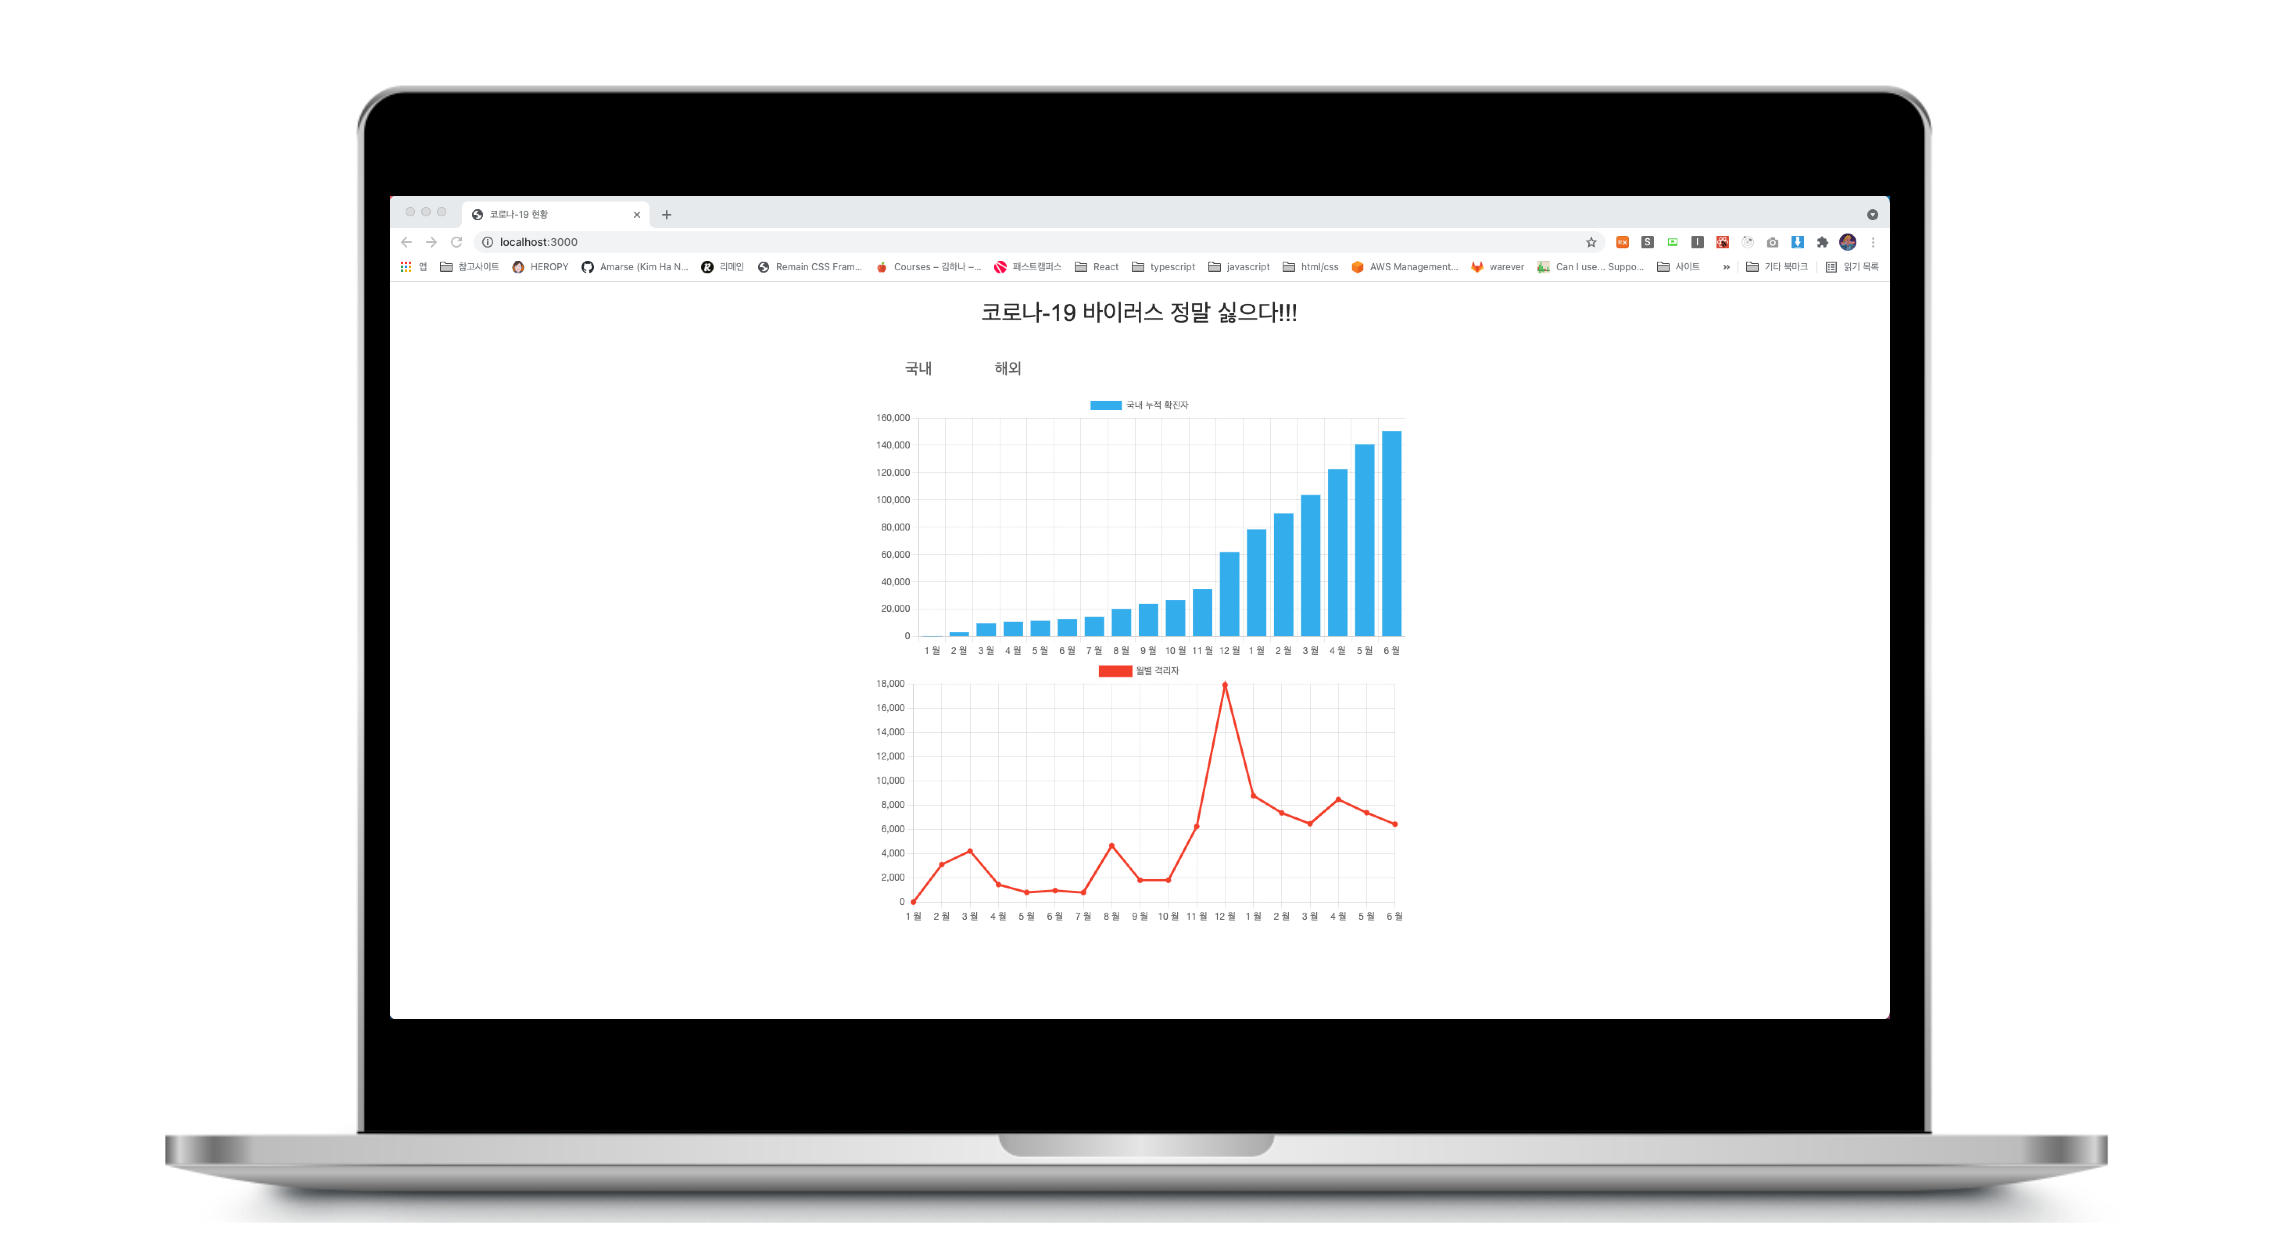 코로나-19 현황
localhost:3000
앱 참고사이트 HEROPY Amarse (Kim Ha N... 리메인 Remain CSS Fram... Courses – 김하나 –... 패스트캠퍼스 React typescript javascript html/css AWS Management... warever Can I use... Suppo... 사이트 » 기타 북마크 읽기 목록
코로나-19 바이러스 정말 싫으다!!!
국내 해외
국내 누적 확진자
160,000
140,000
120,000
100,000
80,000
60,000
40,000
20,000
0
1 월 2 월 3 월 4 월 5 월 6 월 7 월 8 월 9 월 10 월 11 월 12 월 1 월 2 월 3 월 4 월 5 월 6 월
월별 격리자
18,000
16,000
14,000
12,000
10,000
8,000
6,000
4,000
2,000
0
1 월 2 월 3 월 4 월 5 월 6 월 7 월 8 월 9 월 10 월 11 월 12 월 1 월 2 월 3 월 4 월 5 월 6 월